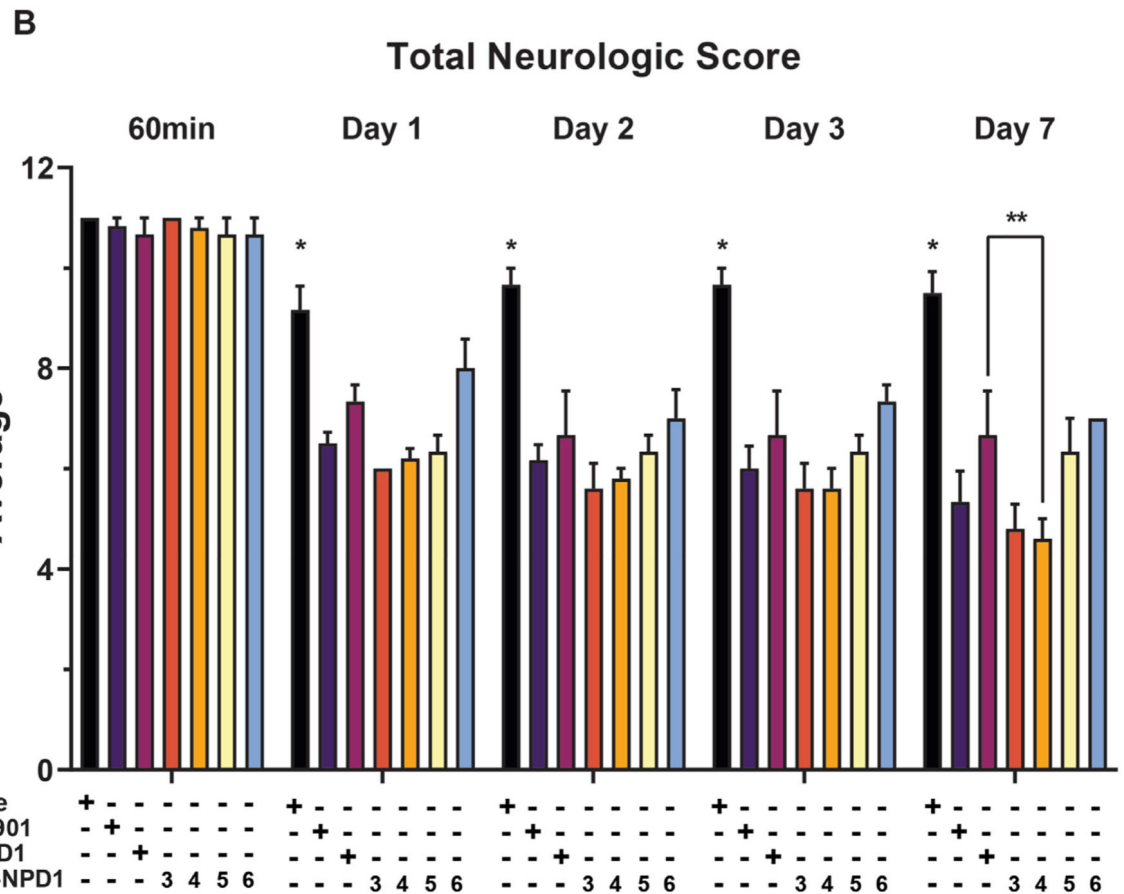 B
Total Neurologic Score
60min Day 1 Day 2 Day 3 Day 7
12
8
4
0
* * * * **
+ - - - - - - + - - - - - - + - - - - - - + - - - - - - + - - - - - -
- + - - - - - - + - - - - - - + - - - - - - + - - - - - - + - - - - -
- - + - - - - - - + - - - - - - + - - - - - - + - - - - - - + - - - -
NPD1 - - - 3 4 5 6 - - - 3 4 5 6 - - - 3 4 5 6 - - - 3 4 5 6 - - - 3 4 5 6